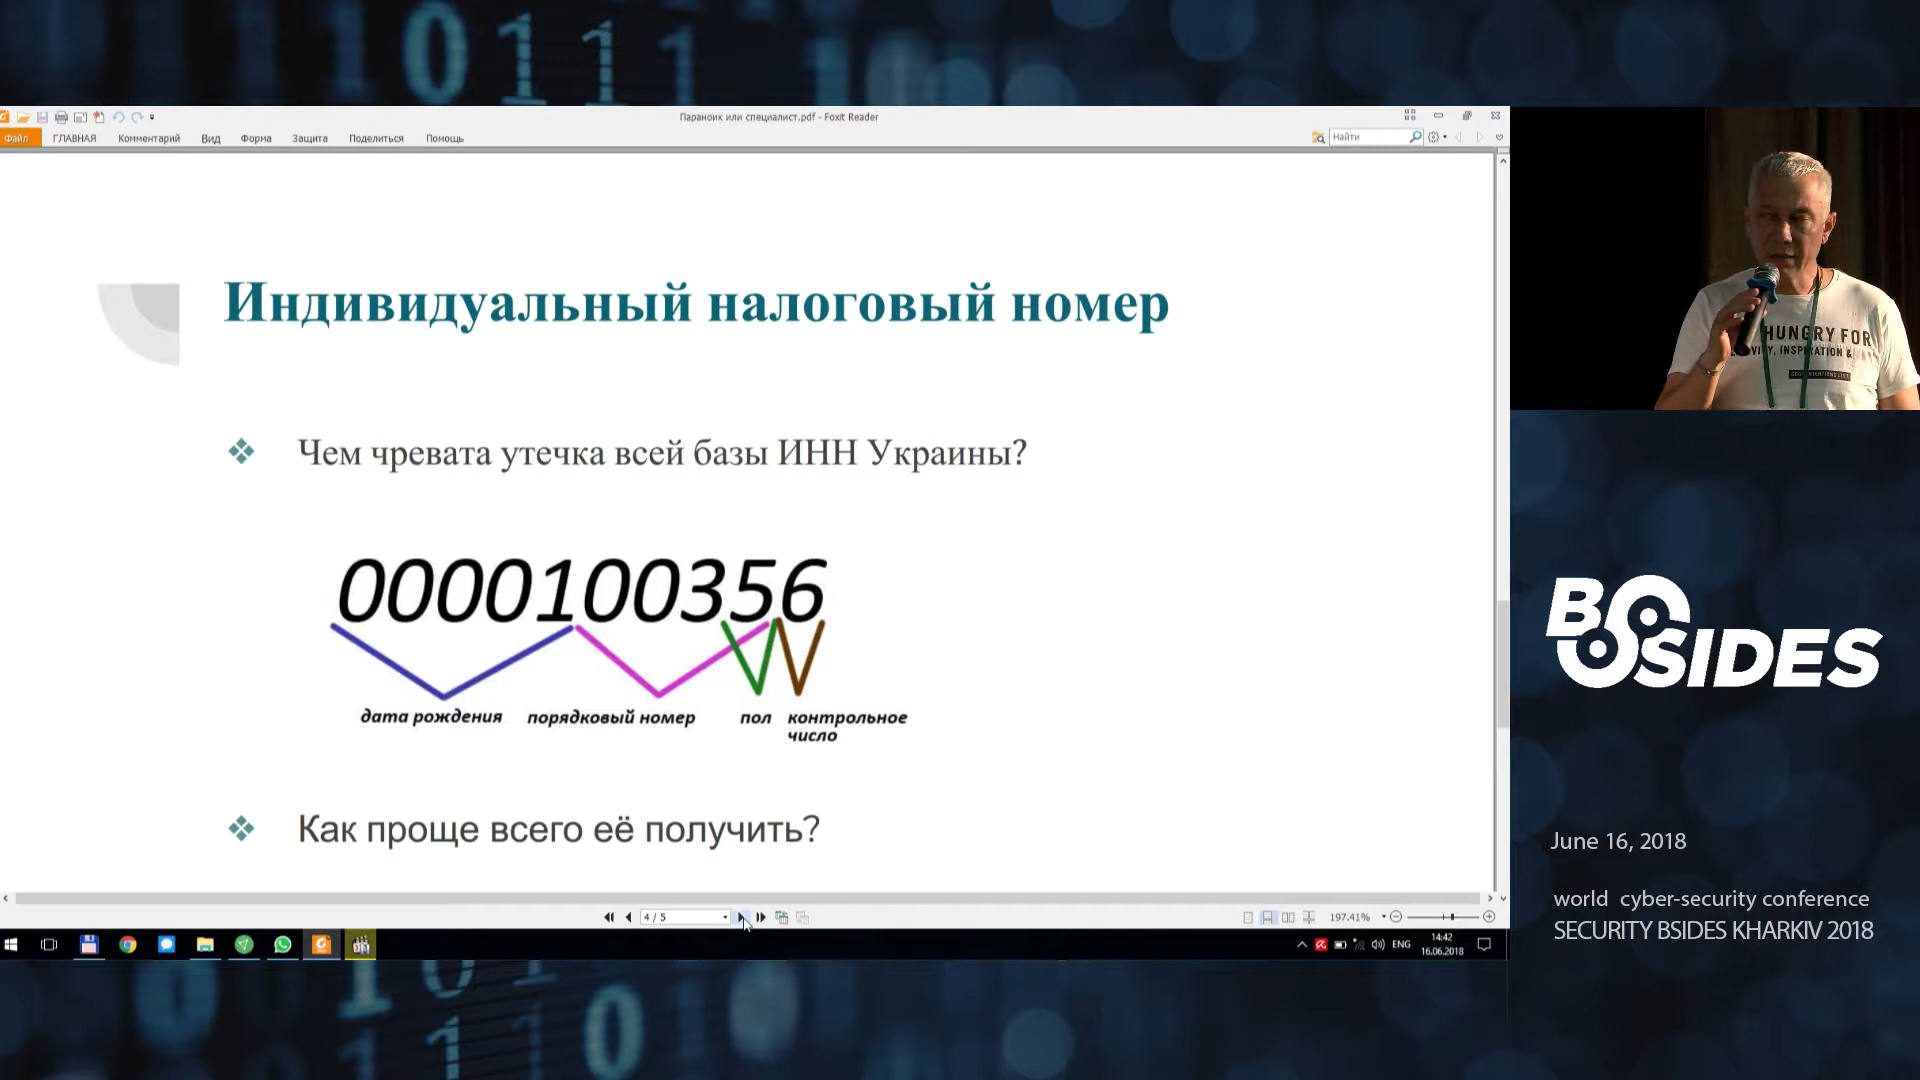 Параноик или специалист.pdf - Foxit Reader
Файл ГЛАВНАЯ Комментарий Вид Форма Защита Поделиться Помощь
Найти
Индивидуальный налоговый номер
Чем чревата утечка всей базы ИНН Украины?
0000100356
дата рождения порядковый номер пол контрольное
число
Как проще всего её получить?
4 / 5
197.41%
ENG
14:42
16.06.2018
HUNGRY FOR
INSPIRATION &
BSIDES
June 16, 2018
world cyber-security conference
SECURITY BSIDES KHARKIV 2018